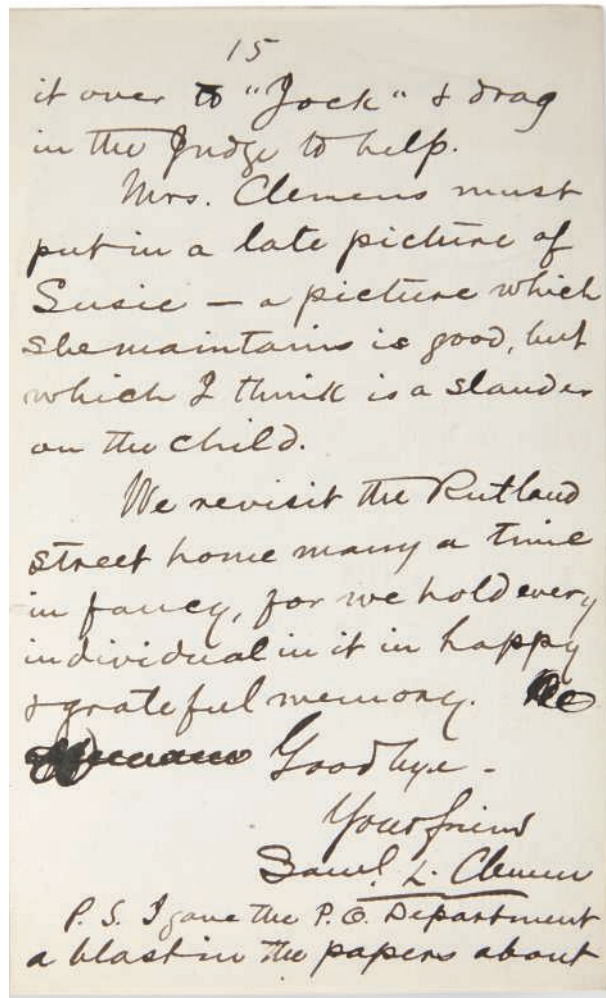 15
it over to "Jock" & drag
in the Judge to help.
Mrs. Clemens must
put in a late picture of
Susie — a picture which
she maintains is good, but
which I think is a slander
on the child.
We revisit the Rutland
street home many a time
in fancy, for we hold every
individual in it in happy
& grateful memory.
Goodbye -
Your friend
Saml. L. Clemens
P. S. I gave the P.O. Department
a blast in the papers about